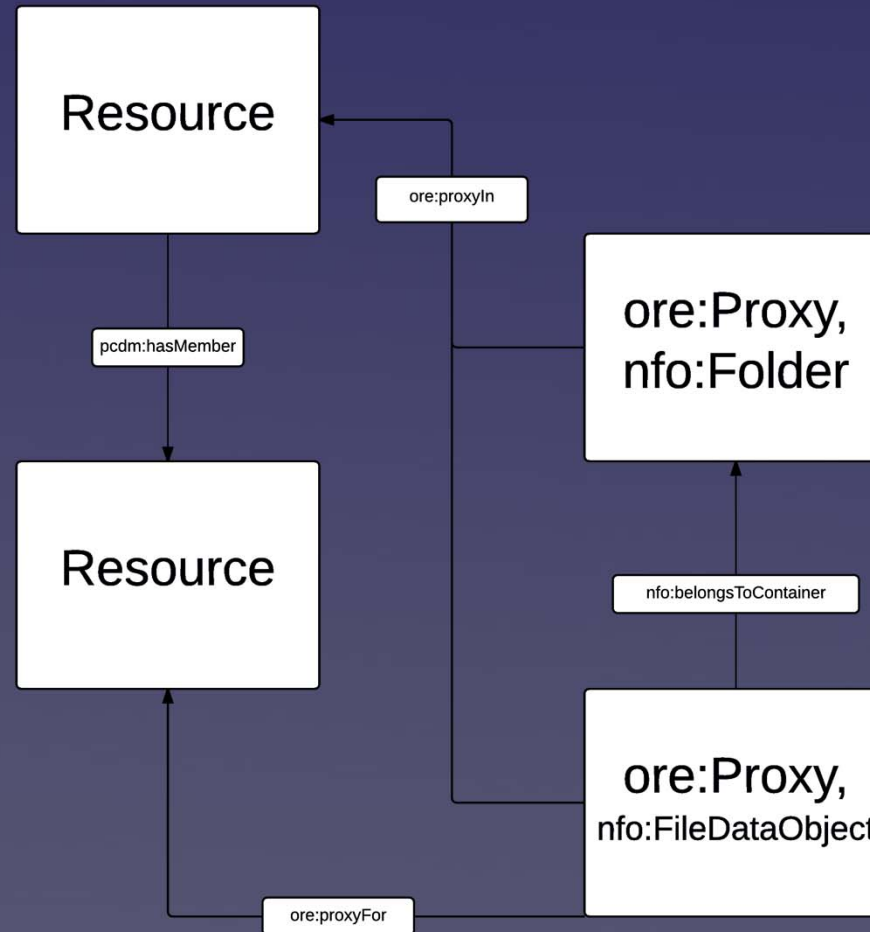 Resource
ore:proxyIn
ore:Proxy,
nfo:Folder
pcdm:hasMember
Resource
nfo:belongsToContainer
ore:Proxy,
nfo:FileDataObject
ore:proxyFor